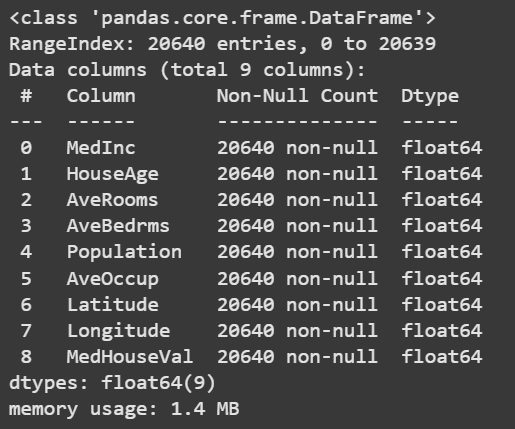 <class 'pandas.core.frame.DataFrame'>
RangeIndex: 20640 entries, 0 to 20639
Data columns (total 9 columns):
 #   Column       Non-Null Count  Dtype
---  ------       --------------  -----
 0   MedInc       20640 non-null  float64
 1   HouseAge     20640 non-null  float64
 2   AveRooms     20640 non-null  float64
 3   AveBedrms    20640 non-null  float64
 4   Population   20640 non-null  float64
 5   AveOccup     20640 non-null  float64
 6   Latitude     20640 non-null  float64
 7   Longitude    20640 non-null  float64
 8   MedHouseVal  20640 non-null  float64
dtypes: float64(9)
memory usage: 1.4 MB